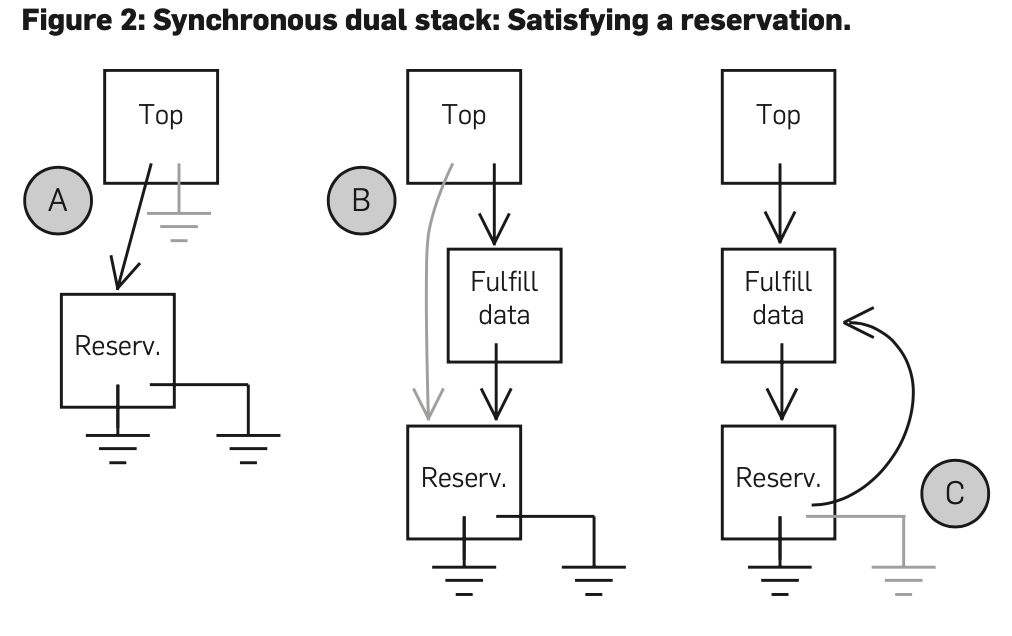 Figure 2: Synchronous dual stack: Satisfying a reservation.
Top
A
Reserv.
Top
B
Fulfill
data
Reserv.
Top
Fulfill
data
Reserv.
C